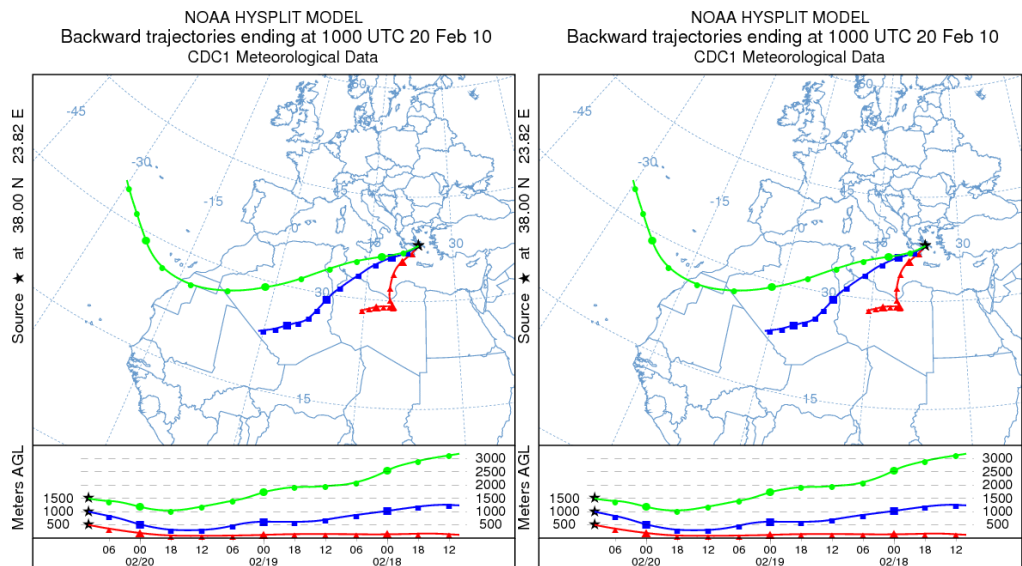 NOAA HYSPLIT MODEL
Backward trajectories ending at 1000 UTC 20 Feb 10
CDC1 Meteorological Data
Source ★ at 38.00 N 23.82 E
-45
-30
-15
0
15
30
30
15
Meters AGL
3000
2500
2000
1500
1000
500
1500
1000
500
06 00 18 12 06 00 18 12 06 00 18 12
02/20 02/19 02/18
NOAA HYSPLIT MODEL
Backward trajectories ending at 1000 UTC 20 Feb 10
CDC1 Meteorological Data
Source ★ at 38.00 N 23.82 E
-45
-30
-15
0
15
30
30
15
Meters AGL
3000
2500
2000
1500
1000
500
1500
1000
500
06 00 18 12 06 00 18 12 06 00 18 12
02/20 02/19 02/18